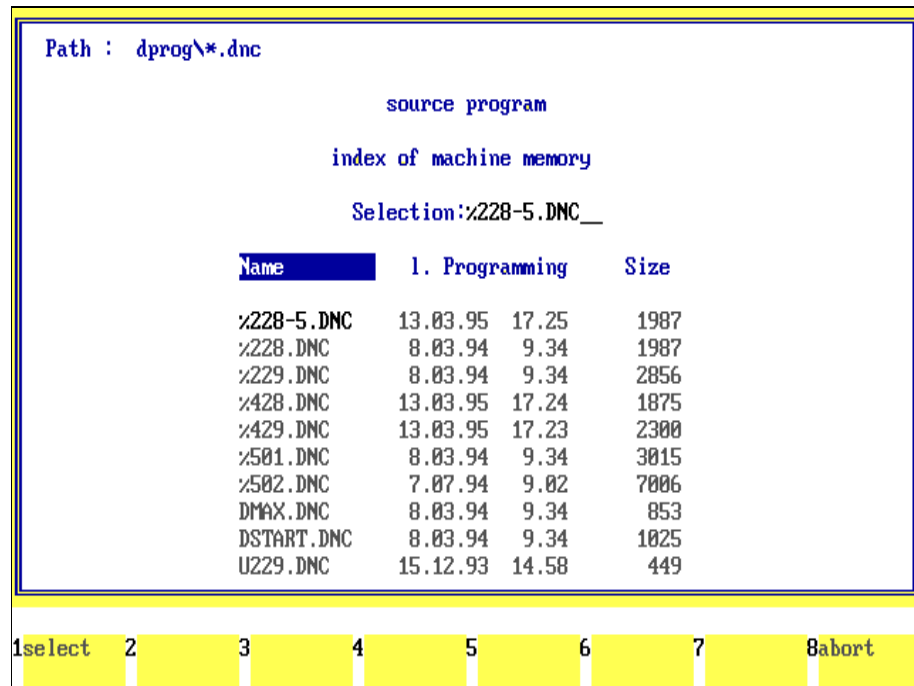 Path : dprog\*.dnc
source program
index of machine memory
Selection:%228-5.DNC__
Name l. Programming Size
%228-5.DNC 13.03.95 17.25 1987
%228.DNC 8.03.94 9.34 1987
%229.DNC 8.03.94 9.34 2856
%428.DNC 13.03.95 17.24 1875
%429.DNC 13.03.95 17.23 2300
%501.DNC 8.03.94 9.34 3015
%502.DNC 7.07.94 9.02 7006
DMAX.DNC 8.03.94 9.34 853
DSTART.DNC 8.03.94 9.34 1025
U229.DNC 15.12.93 14.58 449
1select 2 3 4 5 6 7 8abort